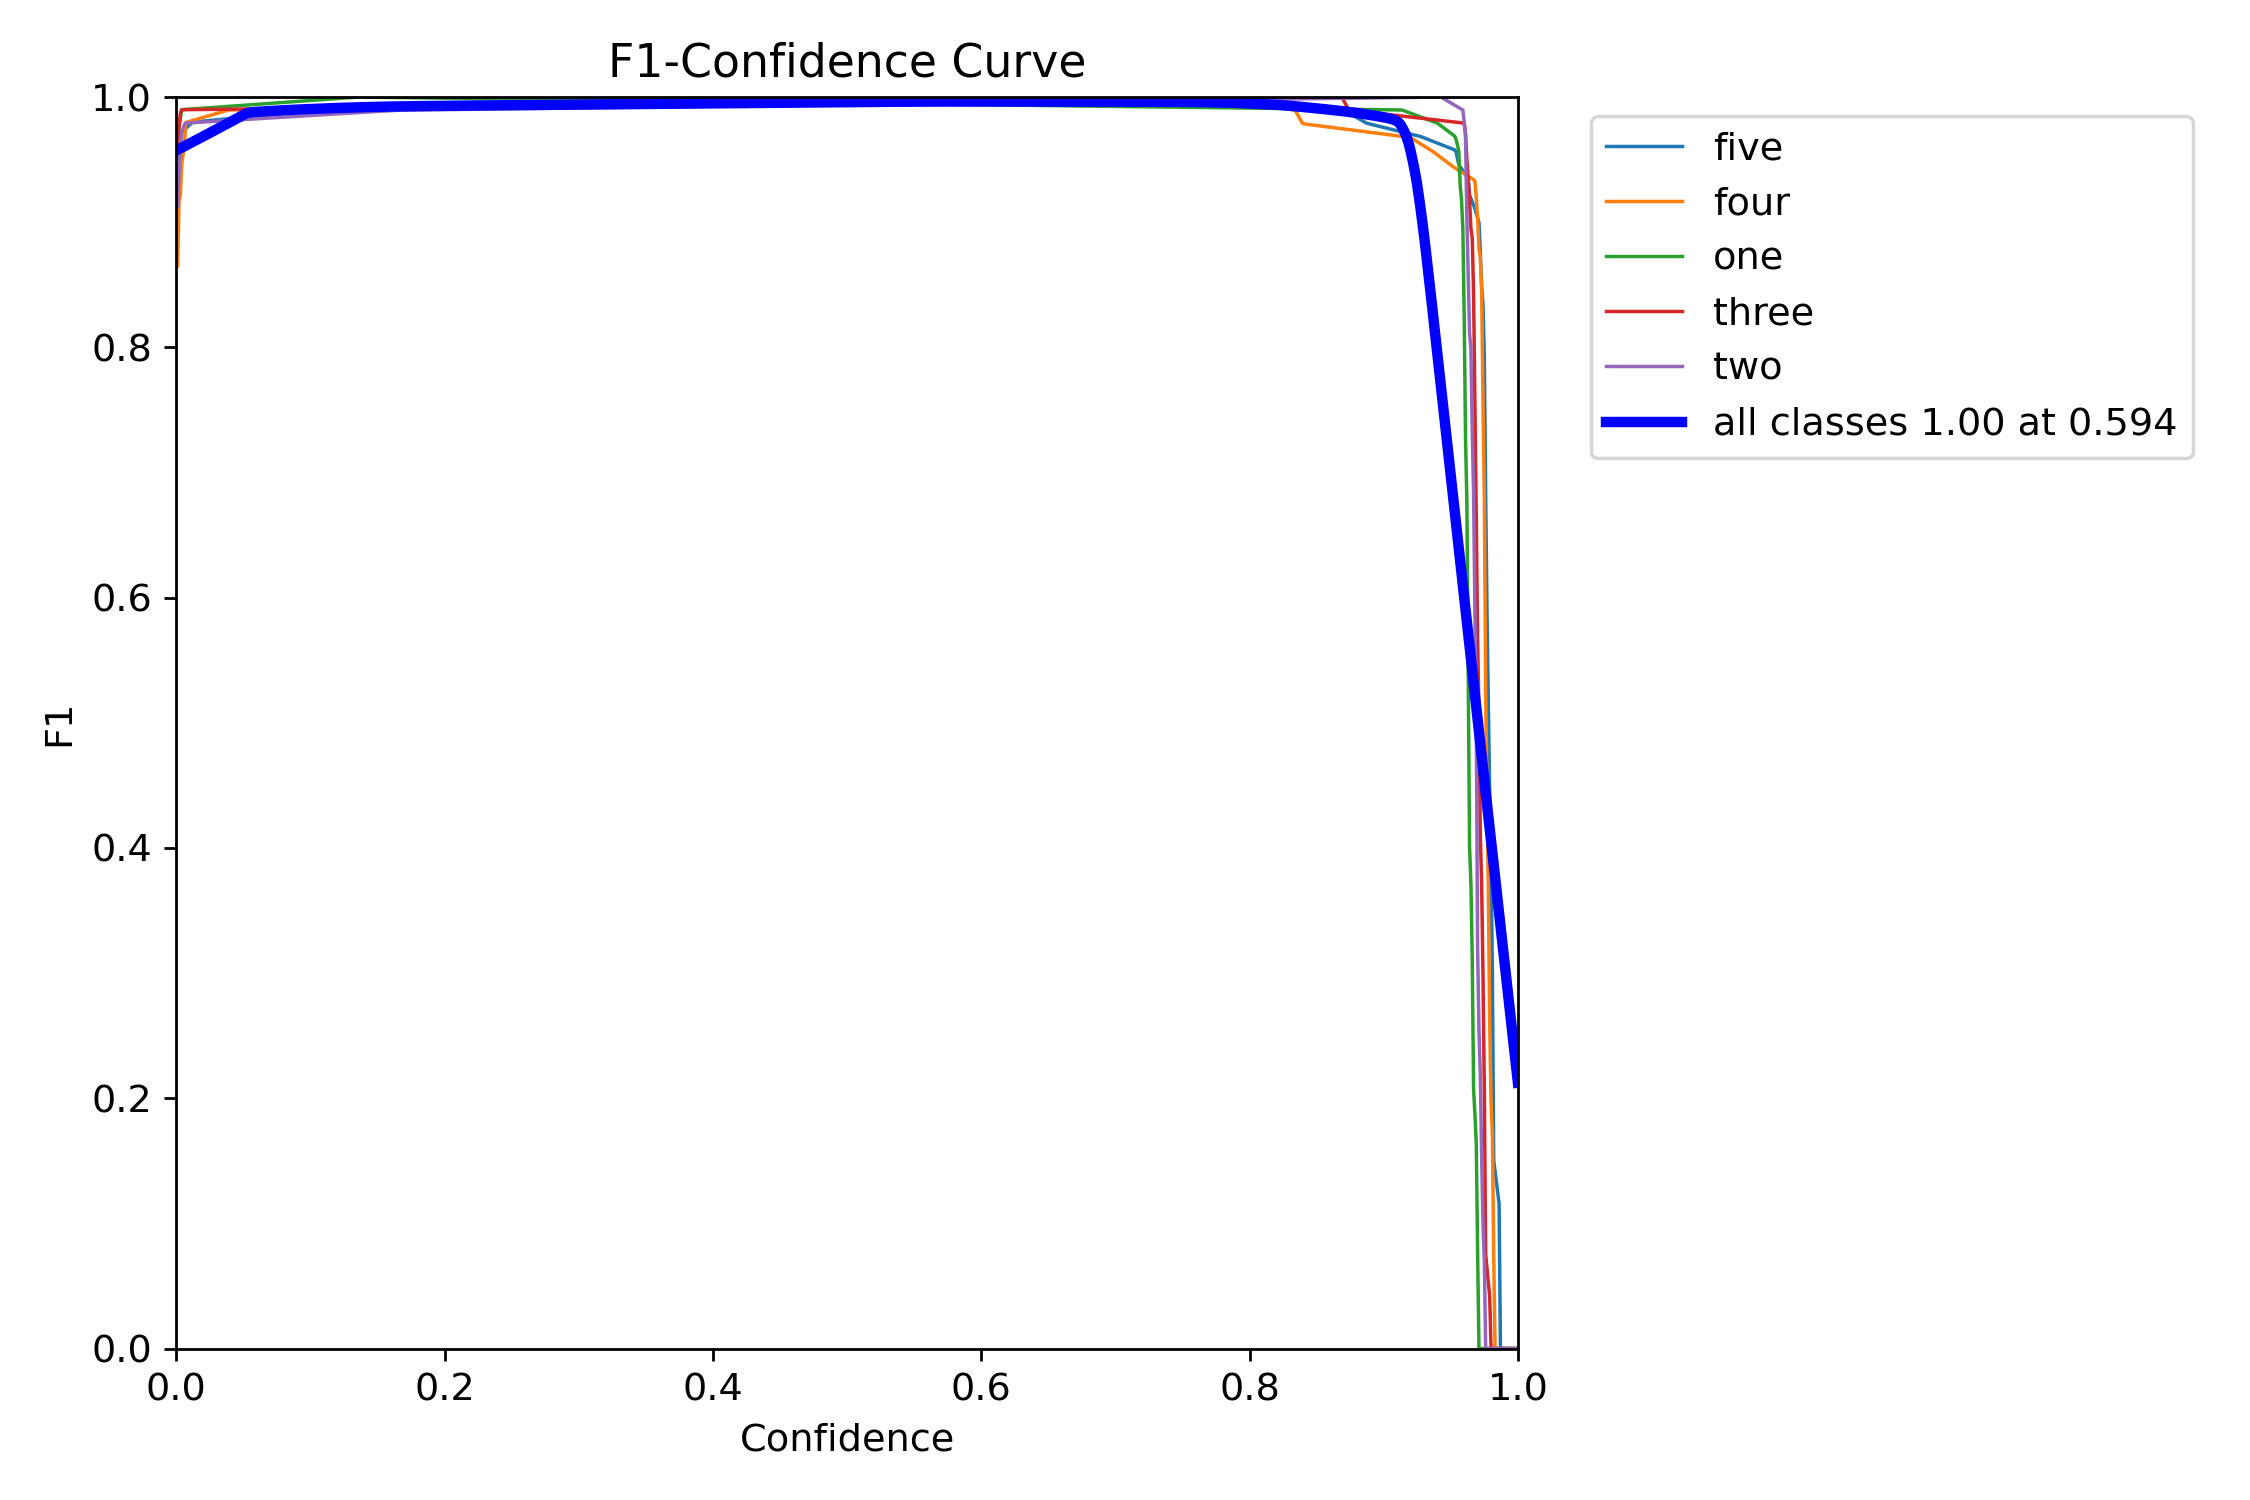 F1-Confidence Curve
1.0
0.8
0.6
0.4
0.2
0.0
F1
0.0 0.2 0.4 0.6 0.8 1.0
Confidence
five
four
one
three
two
all classes 1.00 at 0.594